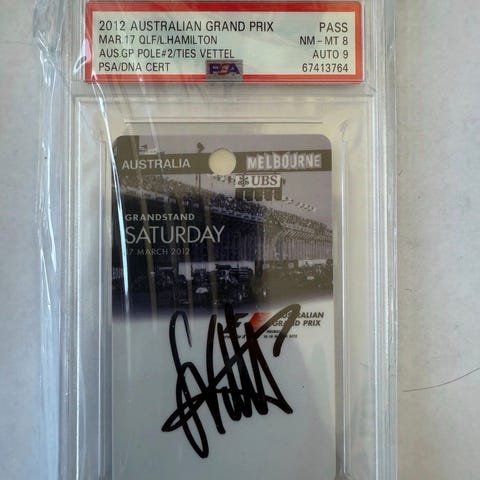 2012 AUSTRALIAN GRAND PRIX PASS
MAR.17 QLF/L.HAMILTON NM-MT 8
AUS.GP POLE#2/TIES VETTEL AUTO 9
PSA/DNA CERT PSA 67413764
AUSTRALIA MELBOURNE
UBS
GRANDSTAND
SATURDAY
17 MARCH 2012
AUSTRALIAN
GRAND PRIX